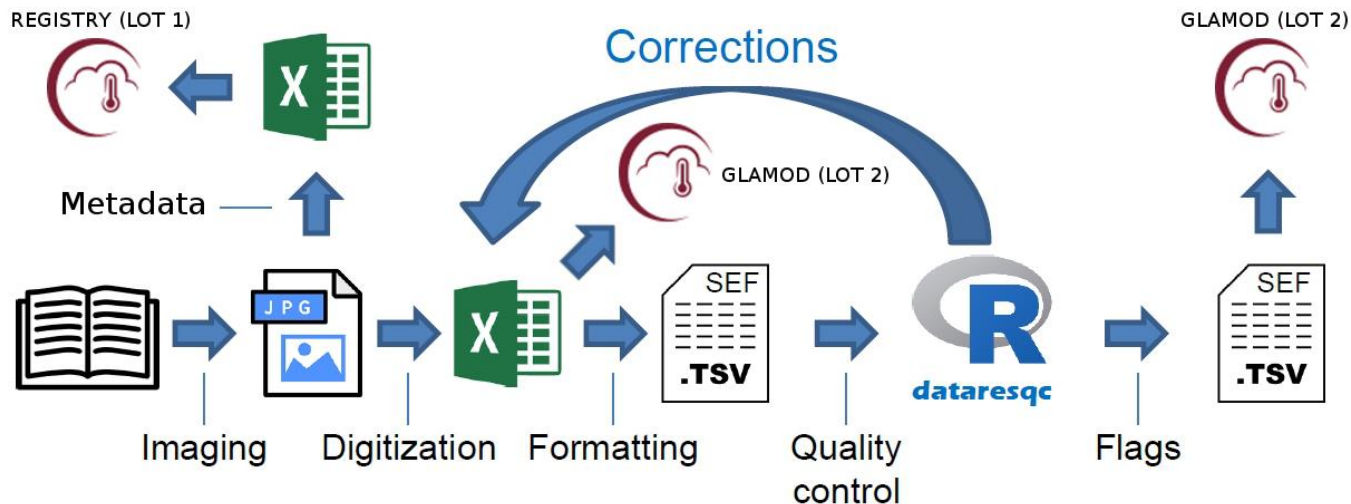 REGISTRY (LOT 1)
GLAMOD (LOT 2)
Corrections
X
GLAMOD (LOT 2)
Metadata
JPG
X
SEF
.TSV
R
dataresqc
SEF
.TSV
Imaging
Digitization
Formatting
Quality
control
Flags